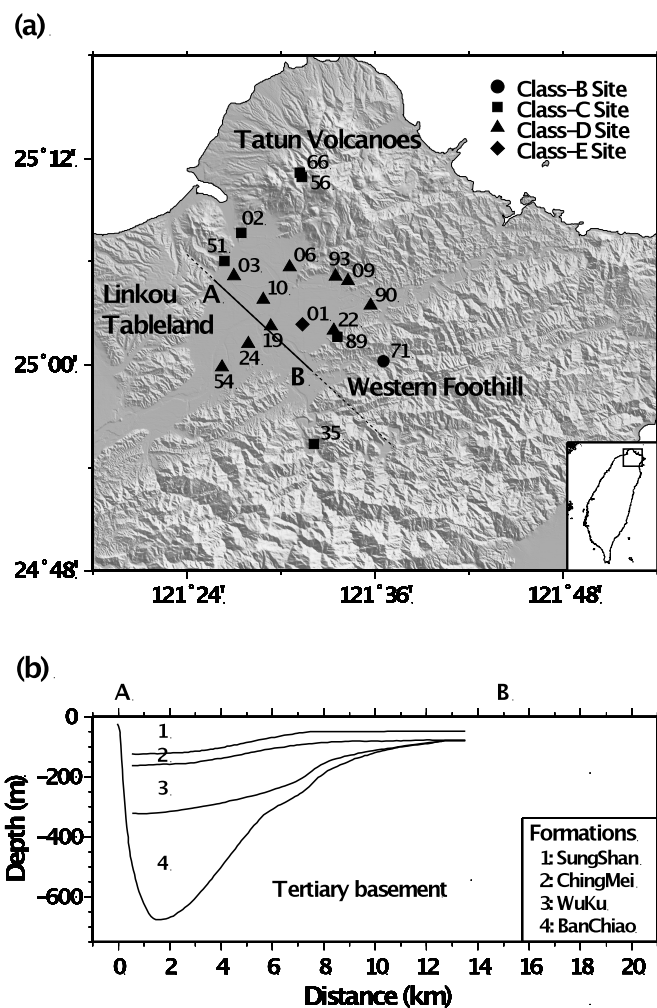 (a)
Class–B Site
Class–C Site
Class–D Site
Class–E Site
Tatun Volcanoes
25˚12'
66
56
02
51
03
06
93
09
10
90
Linkou
Tableland
A
01
22
19
89
24
71
25˚00'
54
B
Western Foothill
35
24˚48'
121˚24'
121˚36'
121˚48'
(b)
A
B
0
−200
−400
−600
Depth (m)
1
2
3
4
Tertiary basement
Formations
1: SungShan
2: ChingMei
3: WuKu
4: BanChiao
0 2 4 6 8 10 12 14 16 18 20
Distance (km)